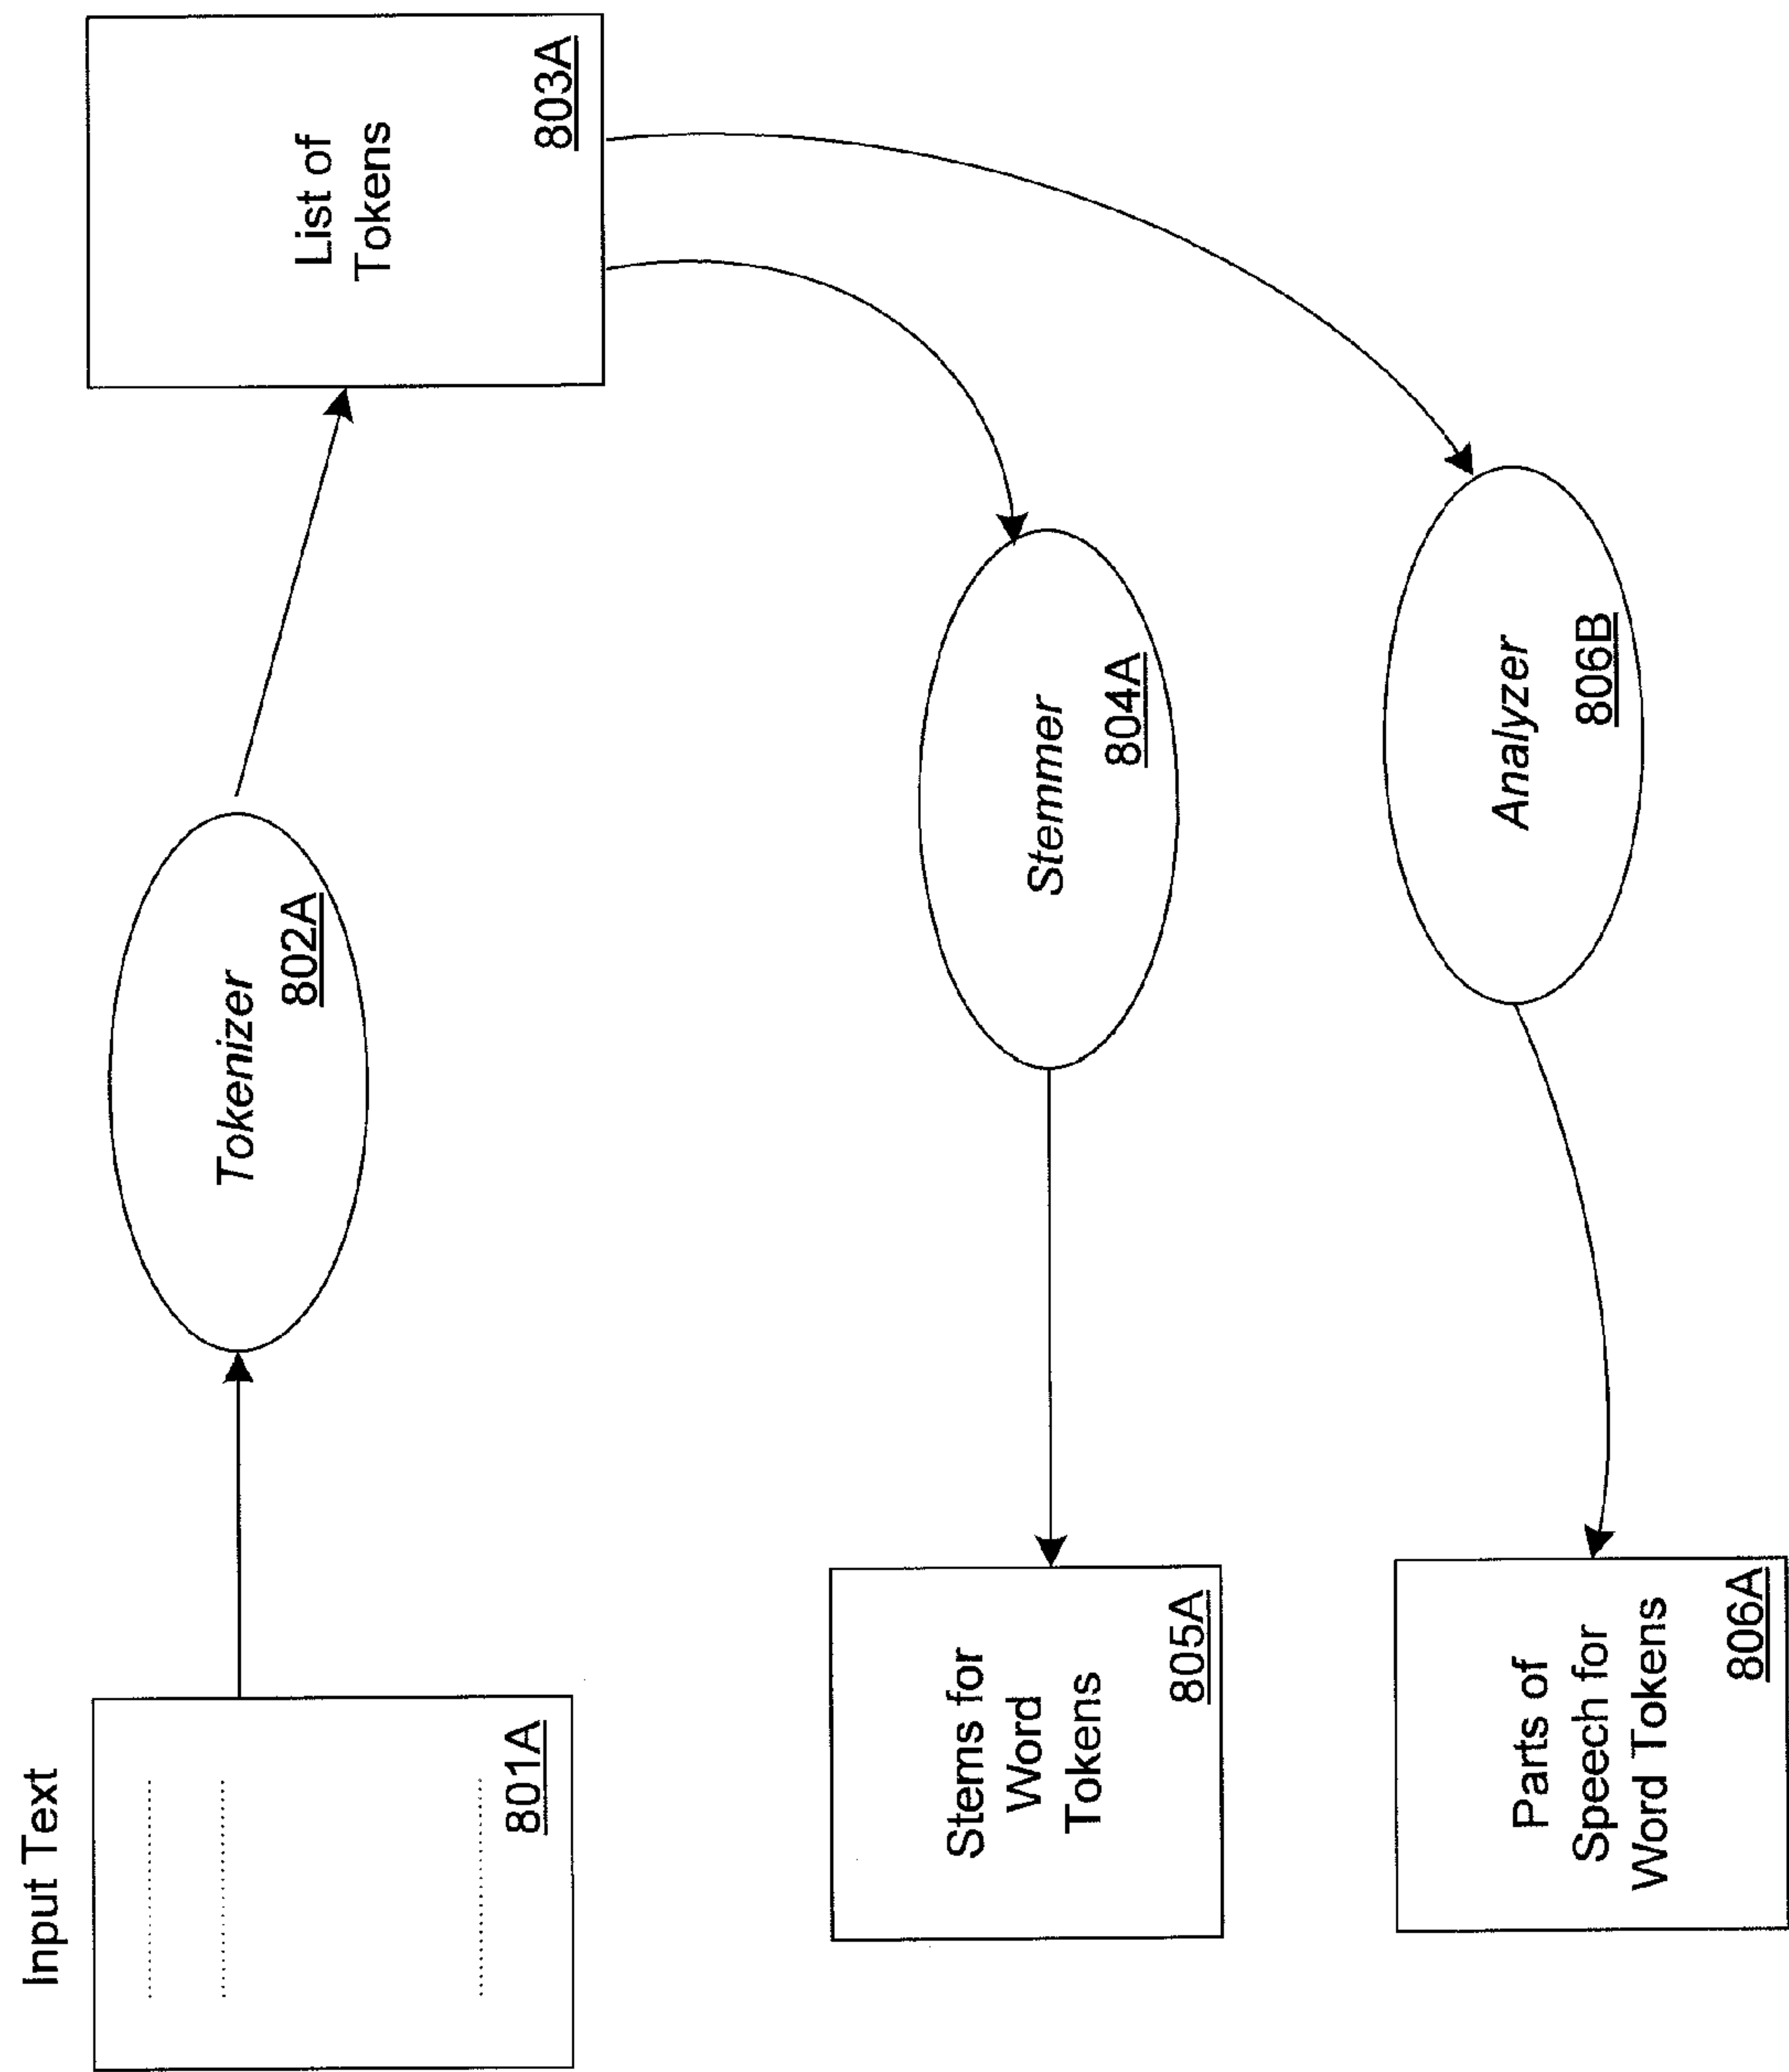 Input Text
801A
Tokenizer
802A
List of
Tokens
803A
Stems for
Word
Tokens
805A
Stemmer
804A
Parts of
Speech for
Word Tokens
806A
Analyzer
806B